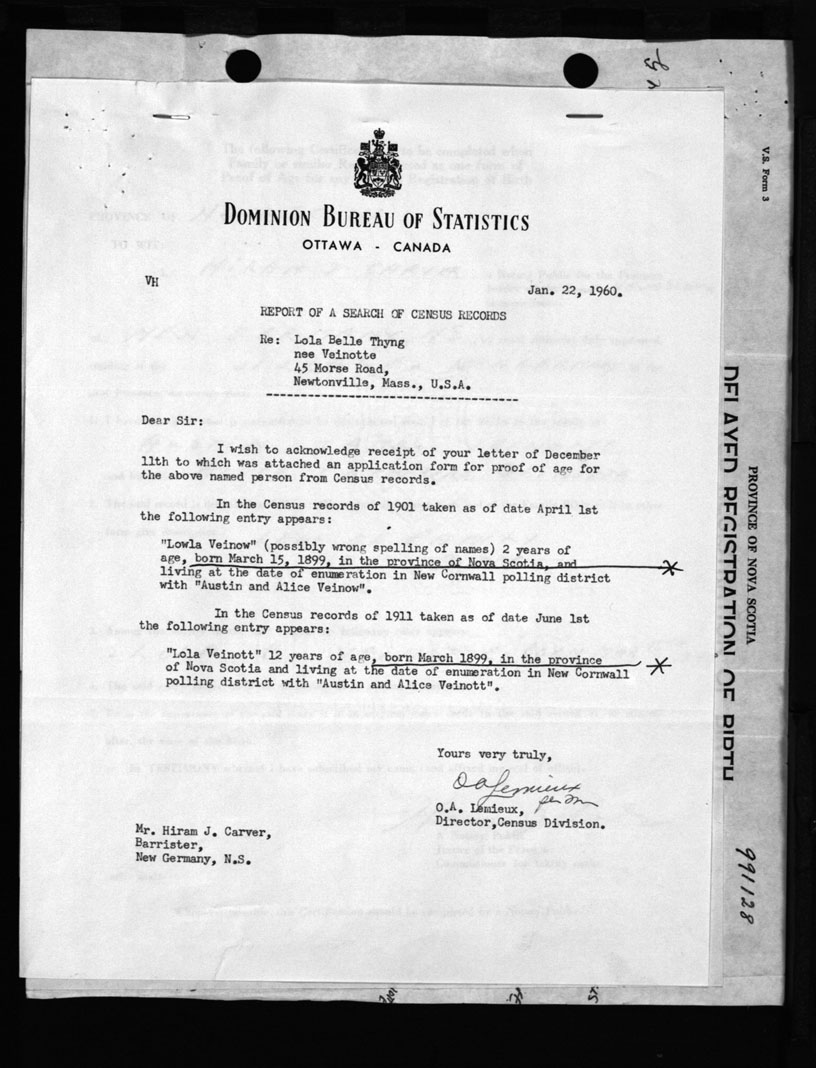 DOMINION BUREAU OF STATISTICS
OTTAWA - CANADA
VH
Jan. 22, 1960.
REPORT OF A SEARCH OF CENSUS RECORDS
Re: Lola Belle Thyng
nee Veinotte
45 Morse Road,
Newtonville, Mass., U.S.A.
Dear Sir:
I wish to acknowledge receipt of your letter of December
11th to which was attached an application form for proof of age for
the above named person from Census records.
In the Census records of 1901 taken as of date April 1st
the following entry appears:
"Lowla Veinow" (possibly wrong spelling of names) 2 years of
age, born March 15, 1899, in the province of Nova Scotia, and
living at the date of enumeration in New Cornwall polling district
with "Austin and Alice Veinow".
In the Census records of 1911 taken as of date June 1st
the following entry appears:
"Lola Veinott" 12 years of age, born March 1899, in the province
of Nova Scotia and living at the date of enumeration in New Cornwall
polling district with "Austin and Alice Veinott".
Yours very truly,
OALemieux
O.A. Lemieux,
Director,Census Division.
Mr. Hiram J. Carver,
Barrister,
New Germany, N.S.
V.S. Form 3
PROVINCE OF NOVA SCOTIA
DELAYED REGISTRATION OF BIRTH
991128